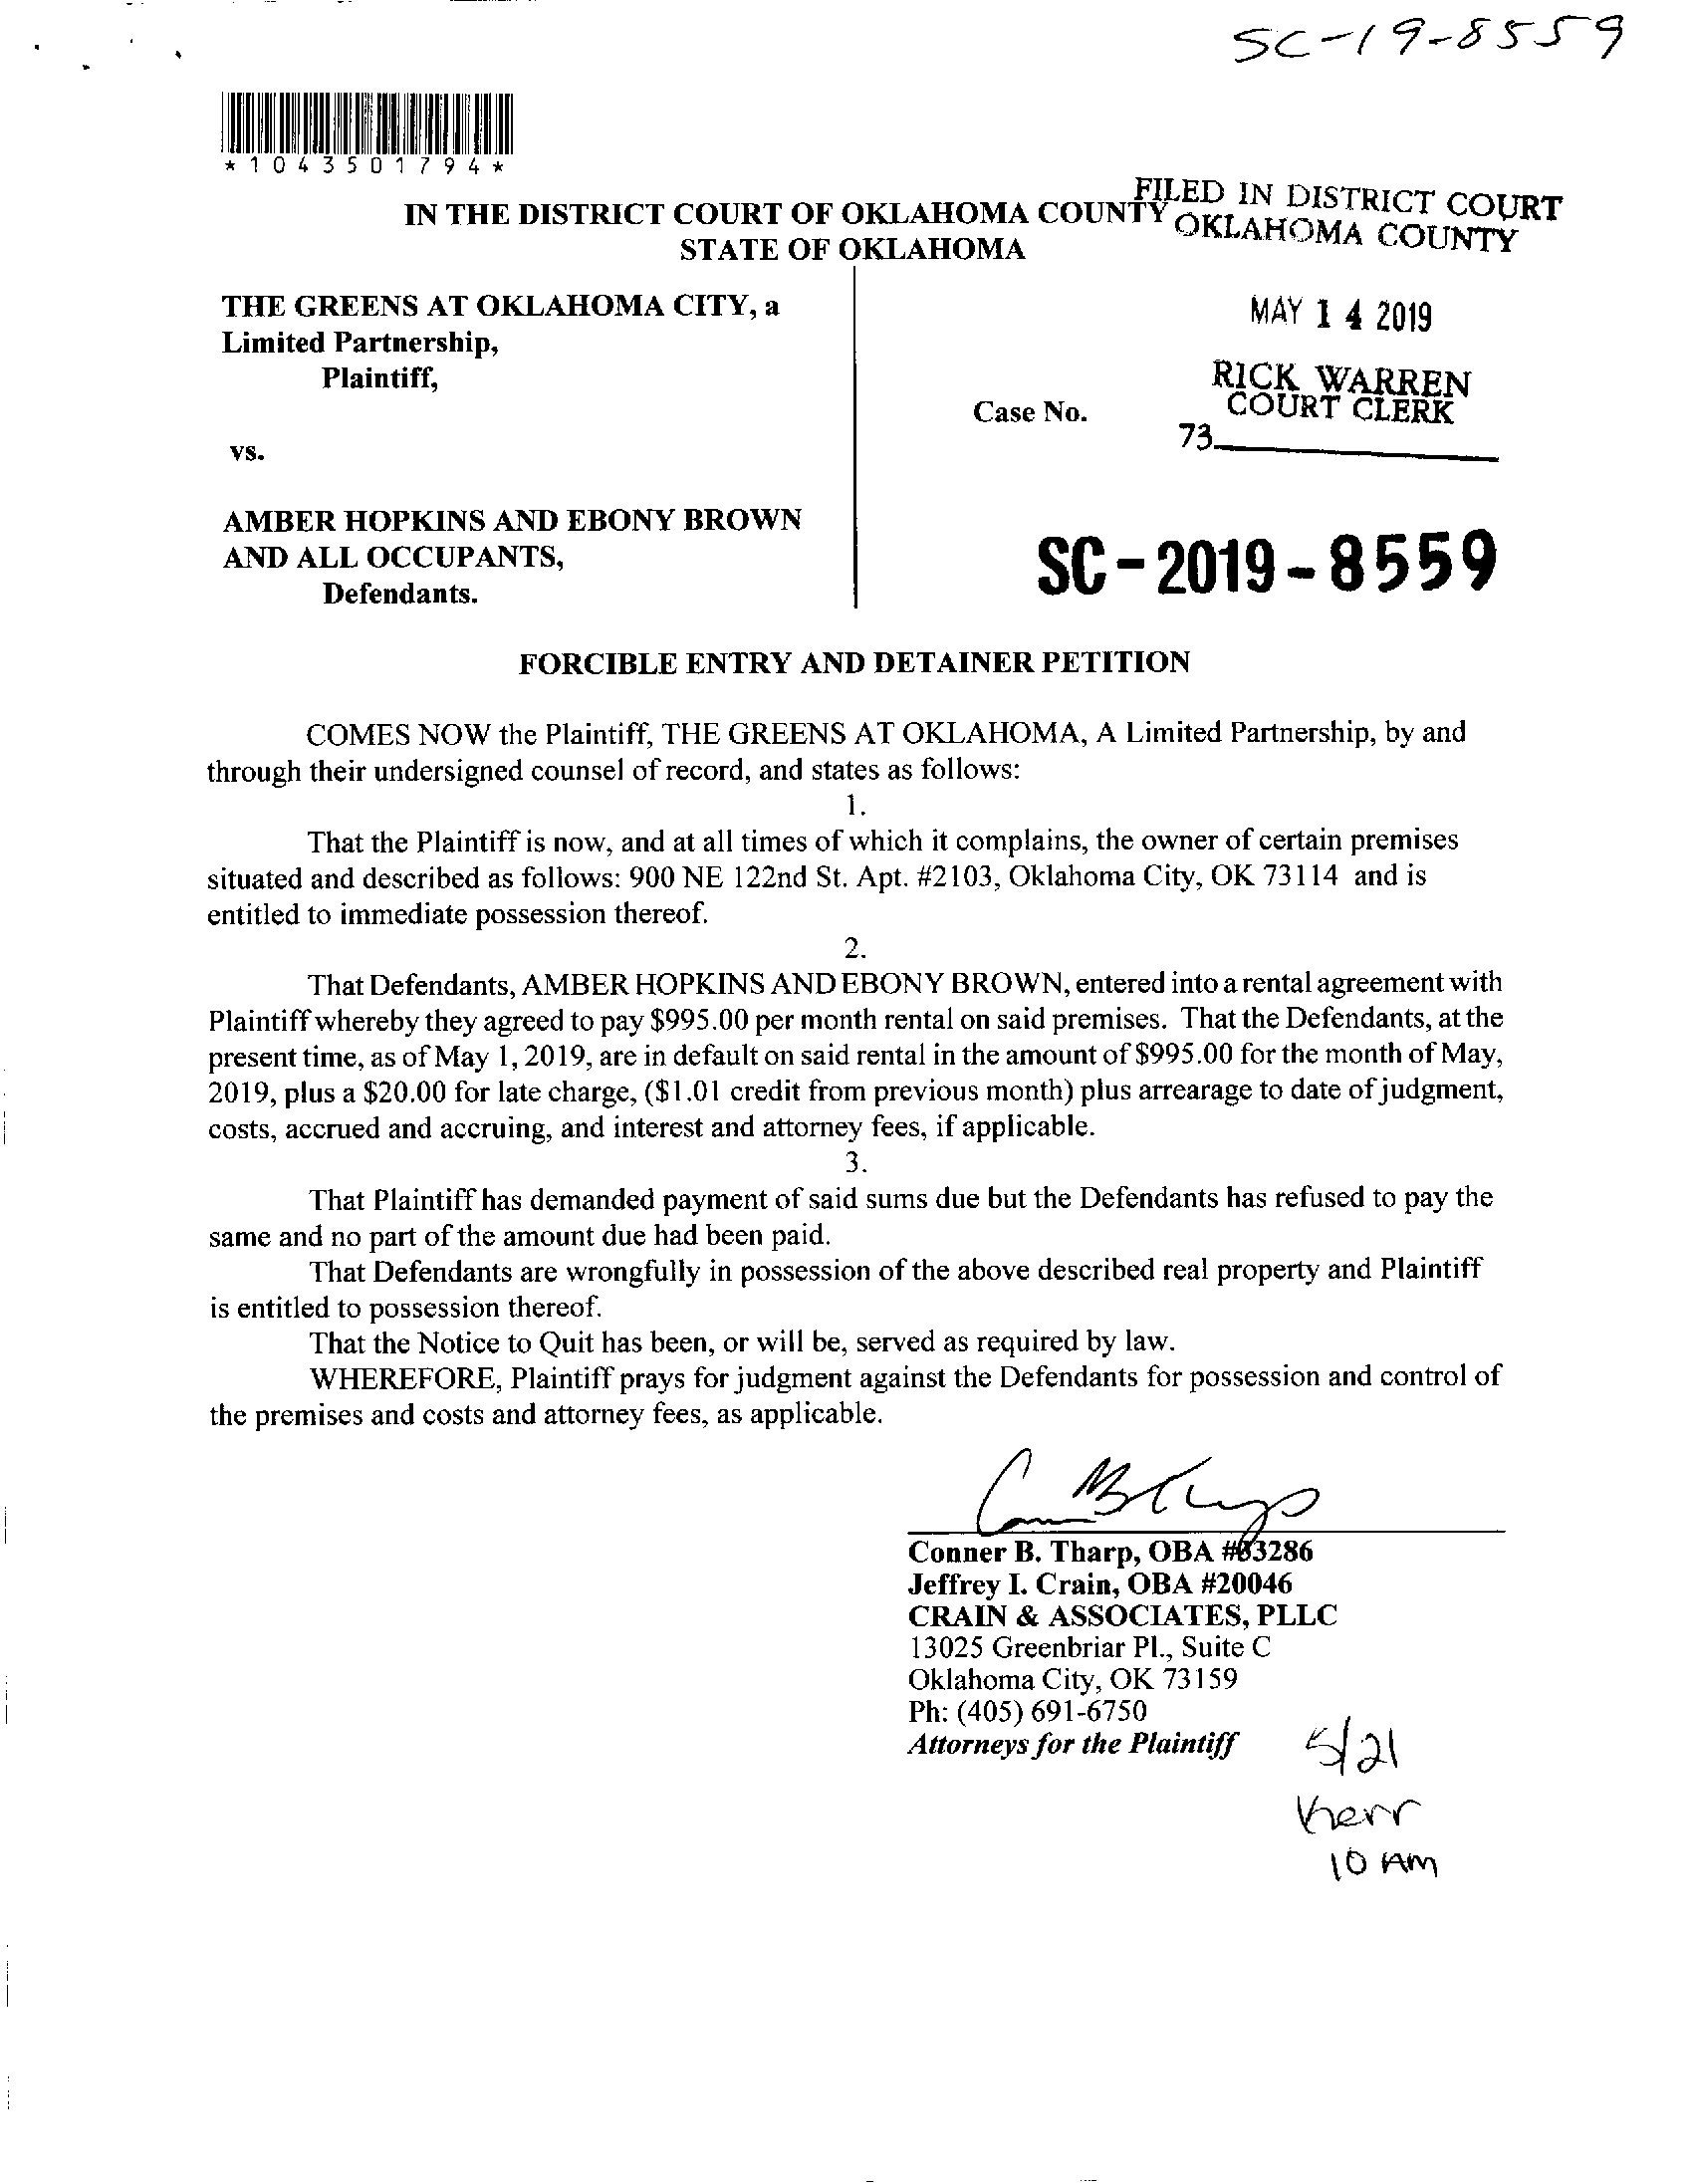 SC-19-8559
*1043501794*
IN THE DISTRICT COURT OF OKLAHOMA COUNTY
STATE OF OKLAHOMA
FILED IN DISTRICT COURT
OKLAHOMA COUNTY
THE GREENS AT OKLAHOMA CITY, a
Limited Partnership,
Plaintiff,
vs.
AMBER HOPKINS AND EBONY BROWN
AND ALL OCCUPANTS,
Defendants.
MAY 14 2019
RICK WARREN
COURT CLERK
Case No.
73
SC-2019-8559
FORCIBLE ENTRY AND DETAINER PETITION
COMES NOW the Plaintiff, THE GREENS AT OKLAHOMA, A Limited Partnership, by and
through their undersigned counsel of record, and states as follows:
1.
That the Plaintiff is now, and at all times of which it complains, the owner of certain premises
situated and described as follows: 900 NE 122nd St. Apt. #2103, Oklahoma City, OK 73114 and is
entitled to immediate possession thereof.
2.
That Defendants, AMBER HOPKINS AND EBONY BROWN, entered into a rental agreement with
Plaintiff whereby they agreed to pay $995.00 per month rental on said premises. That the Defendants, at the
present time, as of May 1, 2019, are in default on said rental in the amount of $995.00 for the month of May,
2019, plus a $20.00 for late charge, ($1.01 credit from previous month) plus arrearage to date of judgment,
costs, accrued and accruing, and interest and attorney fees, if applicable.
3.
That Plaintiff has demanded payment of said sums due but the Defendants has refused to pay the
same and no part of the amount due had been paid.
That Defendants are wrongfully in possession of the above described real property and Plaintiff
is entitled to possession thereof.
That the Notice to Quit has been, or will be, served as required by law.
WHEREFORE, Plaintiff prays for judgment against the Defendants for possession and control of
the premises and costs and attorney fees, as applicable.
Conner B. Tharp, OBA
Jeffrey I. Crain, OBA #20046
CRAIN & ASSOCIATES, PLLC
13025 Greenbriar Pl., Suite C
Oklahoma City, OK 73159
Ph: (405) 691-6750
Attorneys for the Plaintiff
5/21
Kerr
10 AM